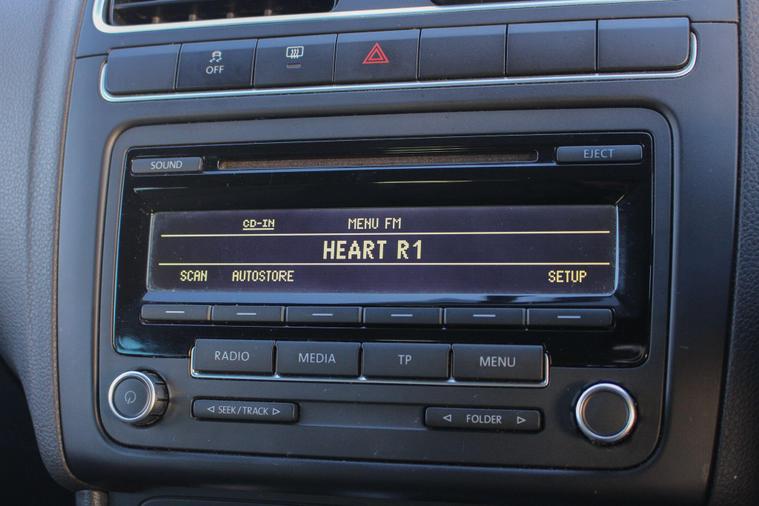 OFF
SOUND
EJECT
CD-IN MENU FM
HEART R1
SCAN AUTOSTORE SETUP
RADIO MEDIA TP MENU
SEEK/TRACK FOLDER